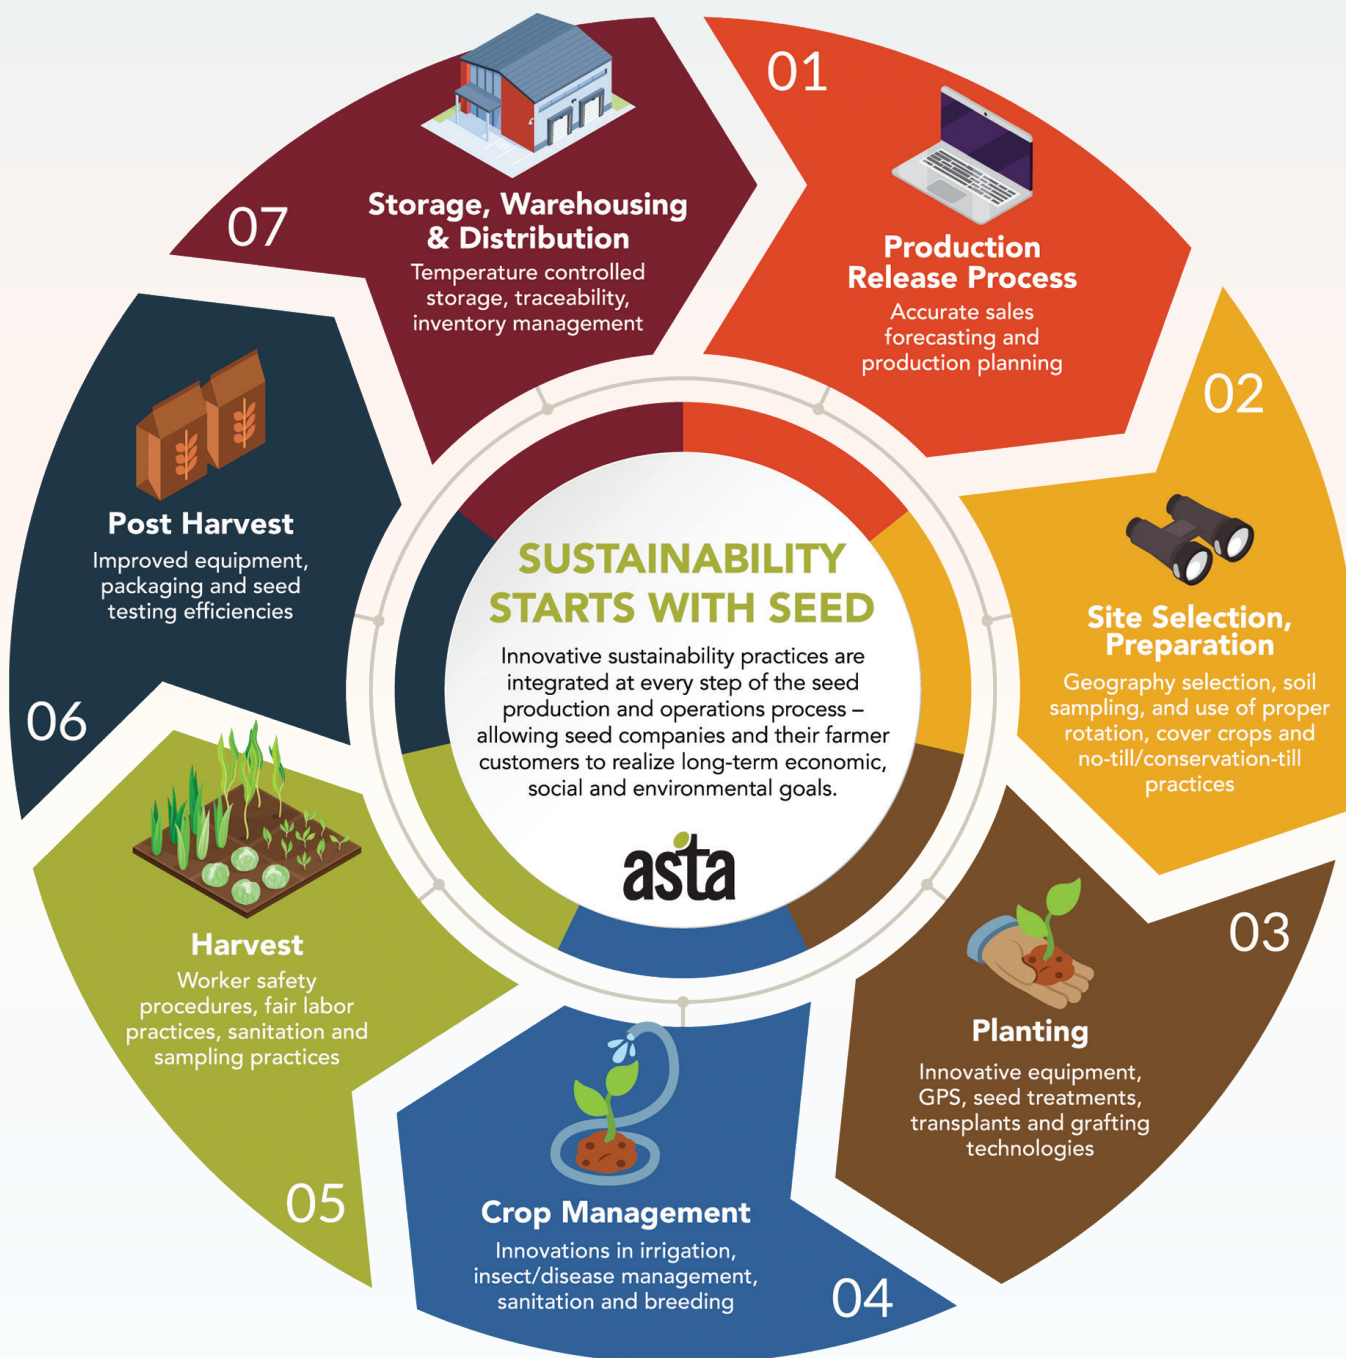 01
Production
Release Process
Accurate sales
forecasting and
production planning
02
Site Selection,
Preparation
Geography selection, soil
sampling, and use of proper
rotation, cover crops and
no-till/conservation-till
practices
03
Planting
Innovative equipment,
GPS, seed treatments,
transplants and grafting
technologies
04
Crop Management
Innovations in irrigation,
insect/disease management,
sanitation and breeding
05
Harvest
Worker safety
procedures, fair labor
practices, sanitation and
sampling practices
06
Post Harvest
Improved equipment,
packaging and seed
testing efficiencies
07
Storage, Warehousing
& Distribution
Temperature controlled
storage, traceability,
inventory management
SUSTAINABILITY
STARTS WITH SEED
Innovative sustainability practices are
integrated at every step of the seed
production and operations process –
allowing seed companies and their farmer
customers to realize long-term economic,
social and environmental goals.
asta